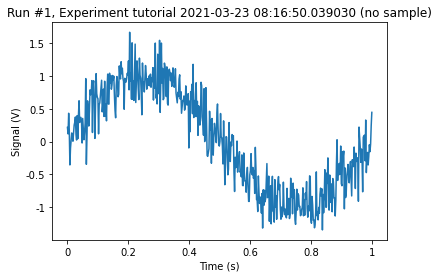 Run #1, Experiment tutorial 2021-03-23 08:16:50.039030 (no sample)
1.5
1
0.5
0
-0.5
-1
Signal (V)
0 0.2 0.4 0.6 0.8 1
Time (s)